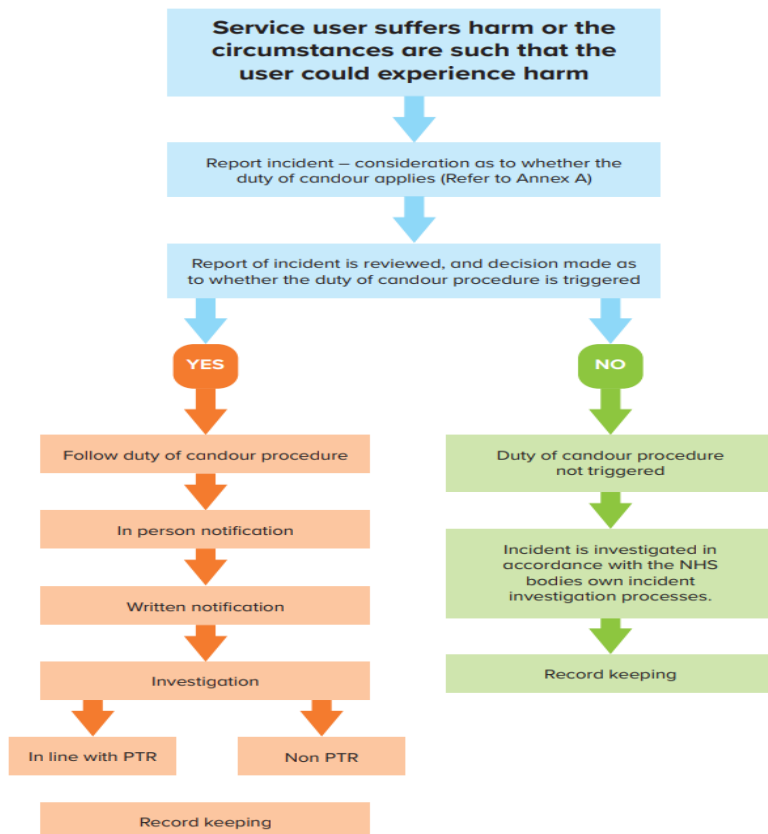 Service user suffers harm or the
circumstances are such that the
user could experience harm
Report incident – consideration as to whether the
duty of candour applies (Refer to Annex A)
Report of incident is reviewed, and decision made as
to whether the duty of candour procedure is triggered
YES
NO
Follow duty of candour procedure
In person notification
Written notification
Investigation
In line with PTR
Non PTR
Record keeping
Duty of candour procedure
not triggered
Incident is investigated in
accordance with the NHS
bodies own incident
investigation processes.
Record keeping